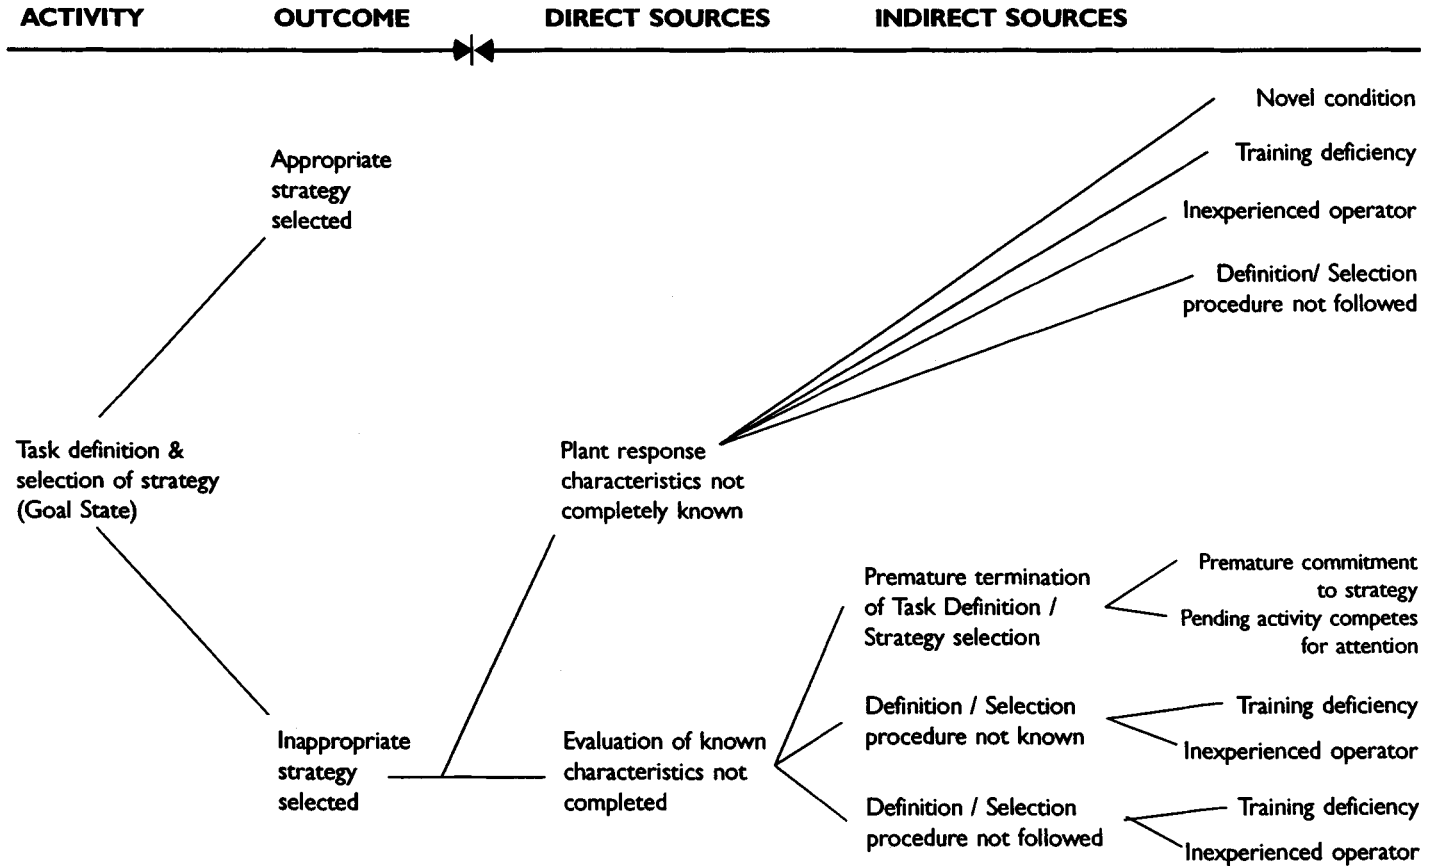 ACTIVITY OUTCOME DIRECT SOURCES INDIRECT SOURCES
Novel condition
Training deficiency
Inexperienced operator
Definition/ Selection
procedure not followed
Appropriate
strategy
selected
Task definition &
selection of strategy
(Goal State)
Plant response
characteristics not
completely known
Inappropriate
strategy
selected
Evaluation of known
characteristics not
completed
Premature termination
of Task Definition /
Strategy selection
Premature commitment
to strategy
Pending activity competes
for attention
Definition / Selection
procedure not known
Training deficiency
Inexperienced operator
Definition / Selection
procedure not followed
Training deficiency
Inexperienced operator